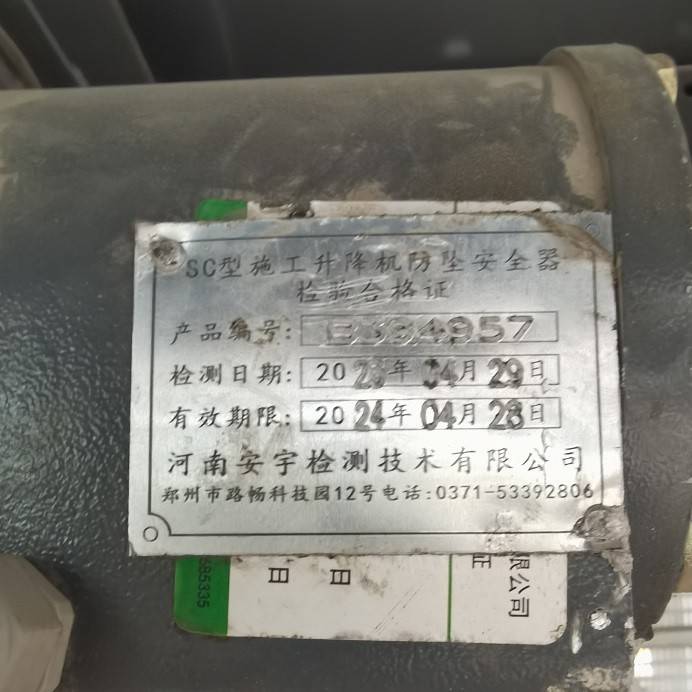 SC型施工升降机防坠安全器
检验合格证
产品编号: B394957
检测日期: 2023年04月29日
有效期限: 2024年04月28日
河南安宇检测技术有限公司
郑州市路畅科技园12号电话:0371-53392806
限公司
证
日
日
685335